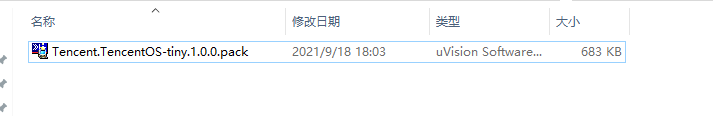 名称 修改日期 类型 大小
Tencent.TencentOS-tiny.1.0.0.pack 2021/9/18 18:03 uVision Software... 683 KB